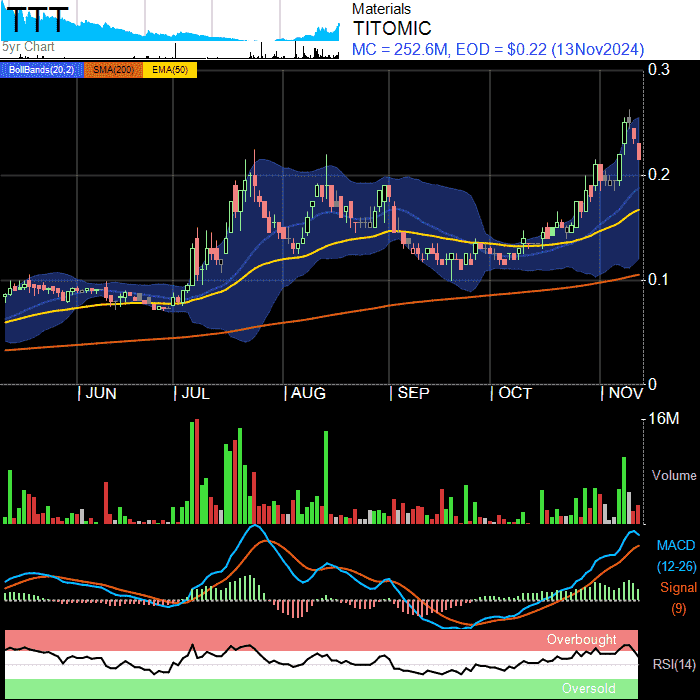 TTT
5yr Chart
Materials
TITOMIC
MC = 252.6M, EOD = $0.22 (13Nov2024)
BollBands(20,2) SMA(200) EMA(50)
0.3
0.2
0.1
0
| JUN | JUL | AUG | SEP | OCT | NOV
16M
Volume
MACD
(12-26)
Signal
(9)
Overbought
RSI(14)
Oversold